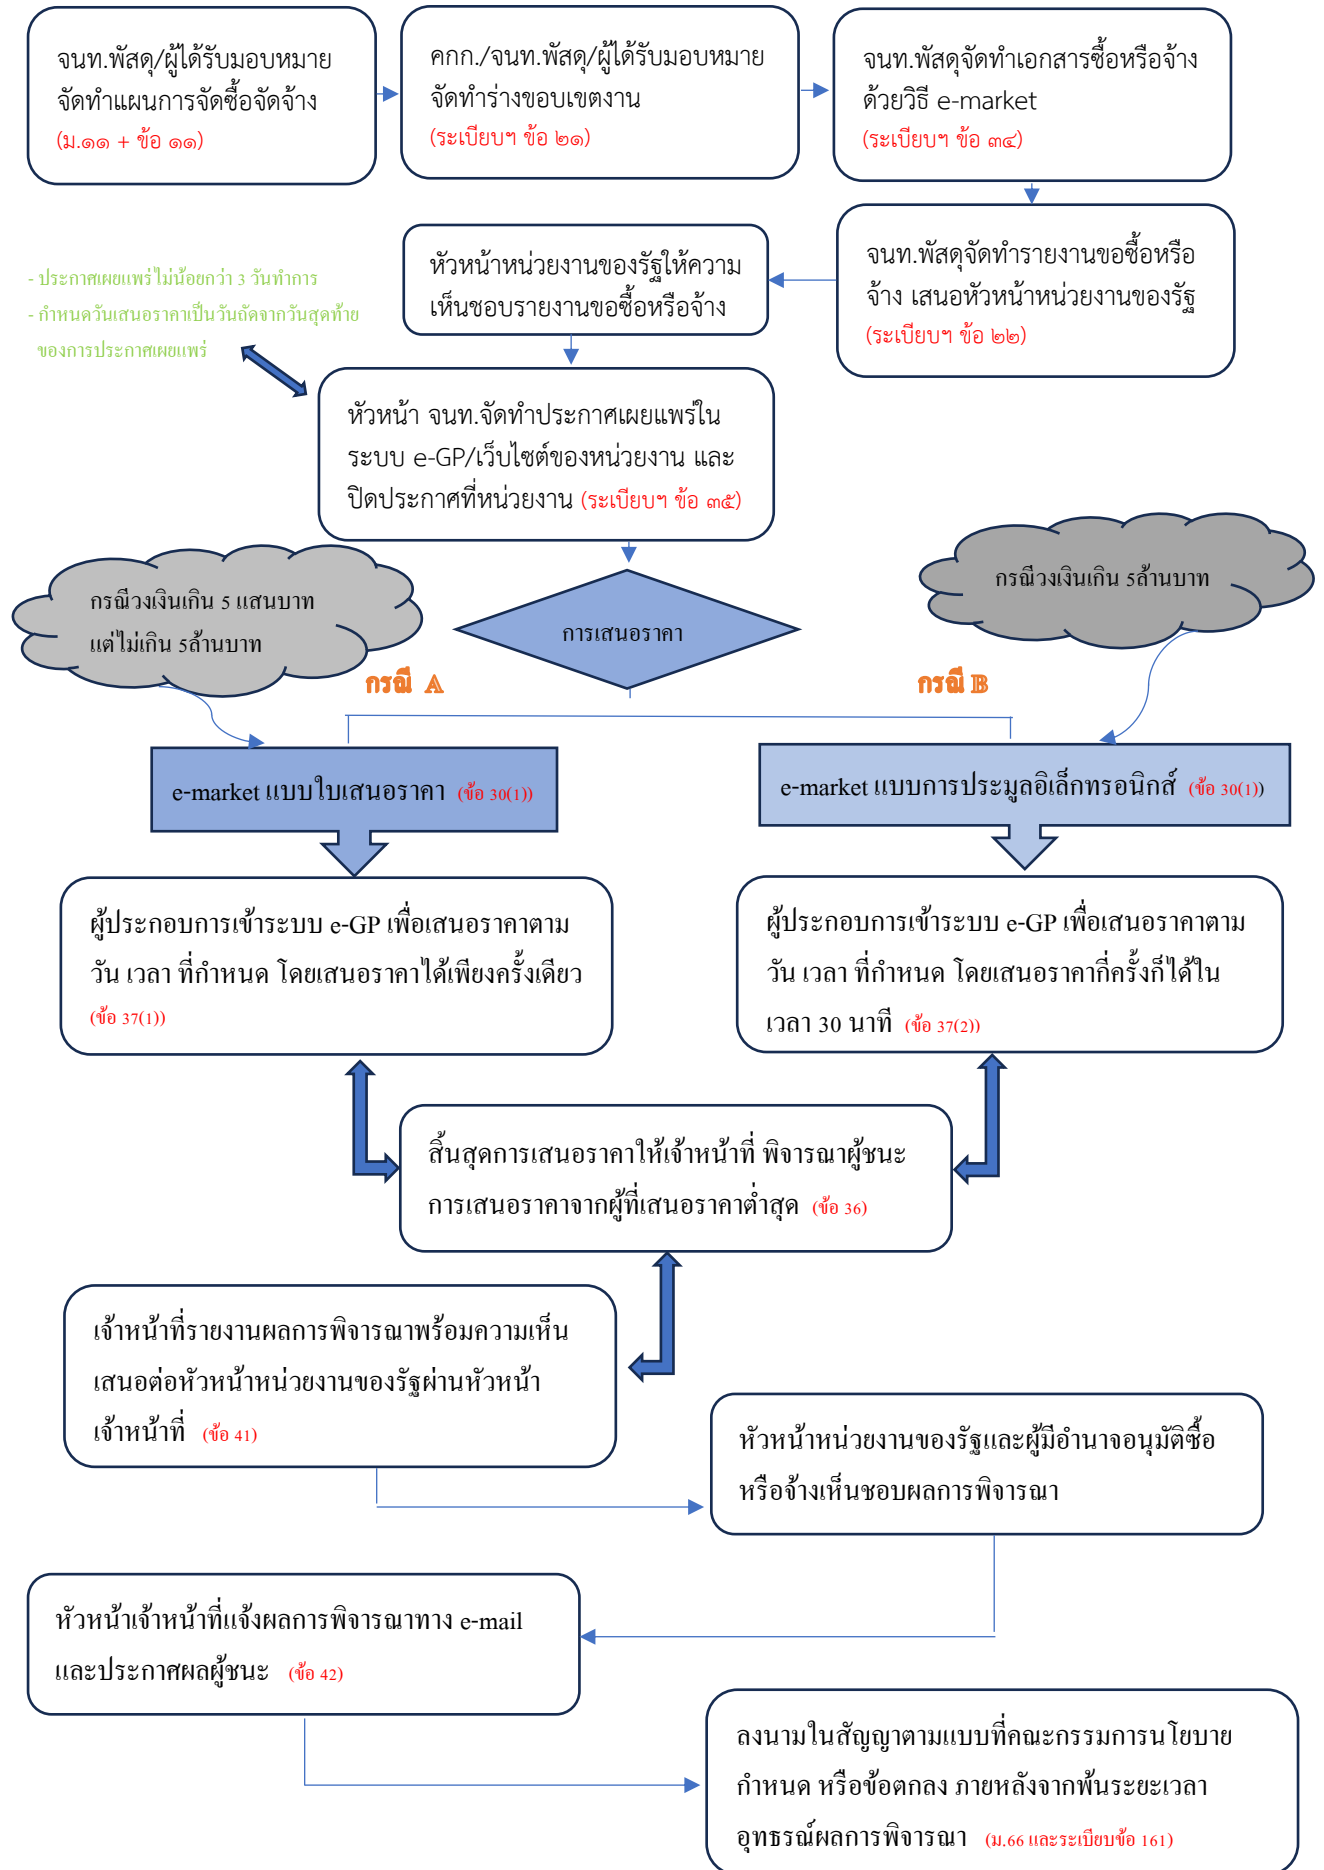 จนท.พัสดุ/ผู้ได้รับมอบหมาย
จัดทำแผนการจัดซื้อจัดจ้าง
(ม.๑๑ + ข้อ ๑๑)
คกก./จนท.พัสดุ/ผู้ได้รับมอบหมาย
จัดทำร่างขอบเขตงาน
(ระเบียบฯ ข้อ ๒๑)
จนท.พัสดุจัดทำเอกสารซื้อหรือจ้าง
ด้วยวิธี e-market
(ระเบียบฯ ข้อ ๓๔)
จนท.พัสดุจัดทำรายงานขอซื้อหรือ
จ้าง เสนอหัวหน้าหน่วยงานของรัฐ
(ระเบียบฯ ข้อ ๒๒)
หัวหน้าหน่วยงานของรัฐให้ความ
เห็นชอบรายงานขอซื้อหรือจ้าง
- ประกาศเผยแพร่ไม่น้อยกว่า 3 วันทำการ
- กำหนดวันเสนอราคาเป็นวันถัดจากวันสุดท้าย
ของการประกาศเผยแพร่
หัวหน้า จนท.จัดทำประกาศเผยแพร่ใน
ระบบ e-GP/เว็บไซต์ของหน่วยงาน และ
ปิดประกาศที่หน่วยงาน (ระเบียบฯ ข้อ ๓๕)
กรณีวงเงินเกิน 5 แสนบาท
แต่ไม่เกิน 5ล้านบาท
การเสนอราคา
กรณีวงเงินเกิน 5ล้านบาท
กรณี A
กรณี B
e-market แบบใบเสนอราคา (ข้อ 30(1))
e-market แบบการประมูลอิเล็กทรอนิกส์ (ข้อ 30(1))
ผู้ประกอบการเข้าระบบ e-GP เพื่อเสนอราคาตาม
วัน เวลา ที่กำหนด โดยเสนอราคาได้เพียงครั้งเดียว
(ข้อ 37(1))
ผู้ประกอบการเข้าระบบ e-GP เพื่อเสนอราคาตาม
วัน เวลา ที่กำหนด โดยเสนอราคากี่ครั้งก็ได้ใน
เวลา 30 นาที (ข้อ 37(2))
สิ้นสุดการเสนอราคาให้เจ้าหน้าที่ พิจารณาผู้ชนะ
การเสนอราคาจากผู้ที่เสนอราคาต่ำสุด (ข้อ 36)
เจ้าหน้าที่รายงานผลการพิจารณาพร้อมความเห็น
เสนอต่อหัวหน้าหน่วยงานของรัฐผ่านหัวหน้า
เจ้าหน้าที่ (ข้อ 41)
หัวหน้าหน่วยงานของรัฐและผู้มีอำนาจอนุมัติซื้อ
หรือจ้างเห็นชอบผลการพิจารณา
หัวหน้าเจ้าหน้าที่แจ้งผลการพิจารณาทาง e-mail
และประกาศผลผู้ชนะ (ข้อ 42)
ลงนามในสัญญาตามแบบที่คณะกรรมการนโยบาย
กำหนด หรือข้อตกลง ภายหลังจากพ้นระยะเวลา
อุทธรณ์ผลการพิจารณา (ม.66 และระเบียบข้อ 161)